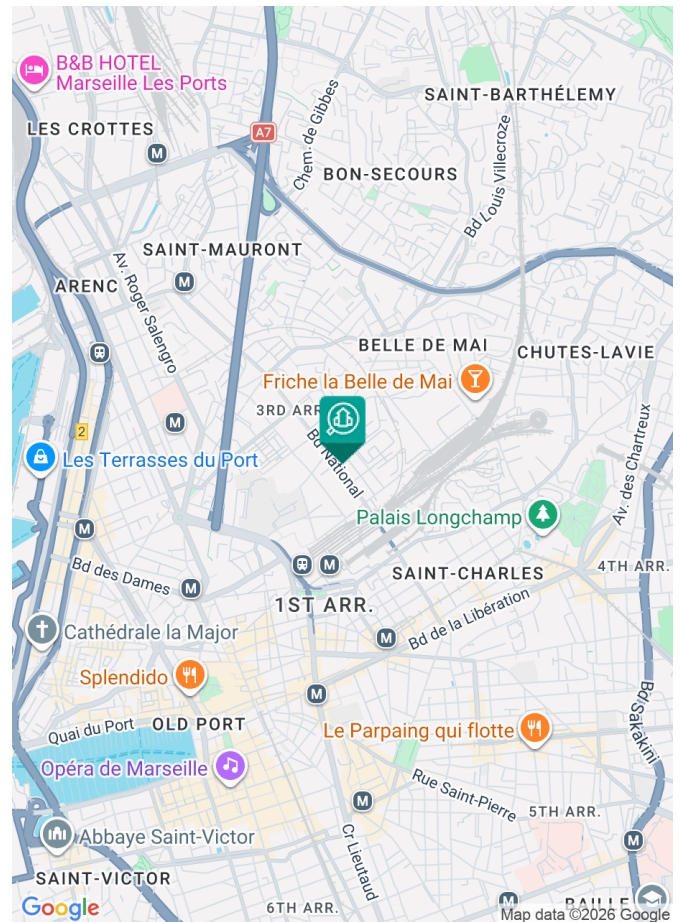 B&B HOTEL
Marseille Les Ports
SAINT-BARTHÉLEMY
LES CROTTES
A7
M
Chem. de Gibbes
Bd Louis Villecroze
BON-SECOURS
SAINT-MAURONT
M
ARENC
Av. Roger Salengro
BELLE DE MAI
CHUTES-LAVIE
Friche la Belle de Mai
3RD ARR
M
2
Bd National
Les Terrasses du Port
Av. des Chartreux
Palais Longchamp
M
Bd des Dames
M
M
SAINT-CHARLES
4TH ARR.
1ST ARR.
Bd de la Libération
Cathédrale la Major
M
Splendido
M
Bd Sakakini
Quai du Port
OLD PORT
Le Parpaing qui flotte
Opéra de Marseille
Rue Saint-Pierre
M
5TH ARR.
Abbaye Saint-Victor
Cr Lieutaud
M
SAINT-VICTOR
M
BAILLE
6TH ARR.
Google
Map data ©2026 Google